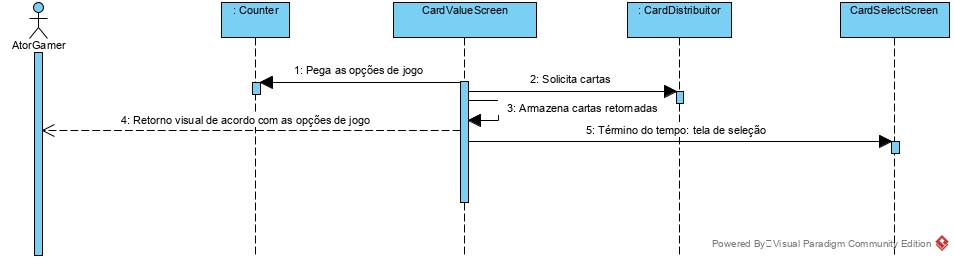 : Counter
CardValueScreen
: CardDistribuitor
CardSelectScreen
AtorGamer
1: Pega as opções de jogo
2: Solicita cartas
3: Armazena cartas retornadas
4: Retorno visual de acordo com as opções de jogo
5: Término do tempo: tela de seleção
Powered By Visual Paradigm Community Edition